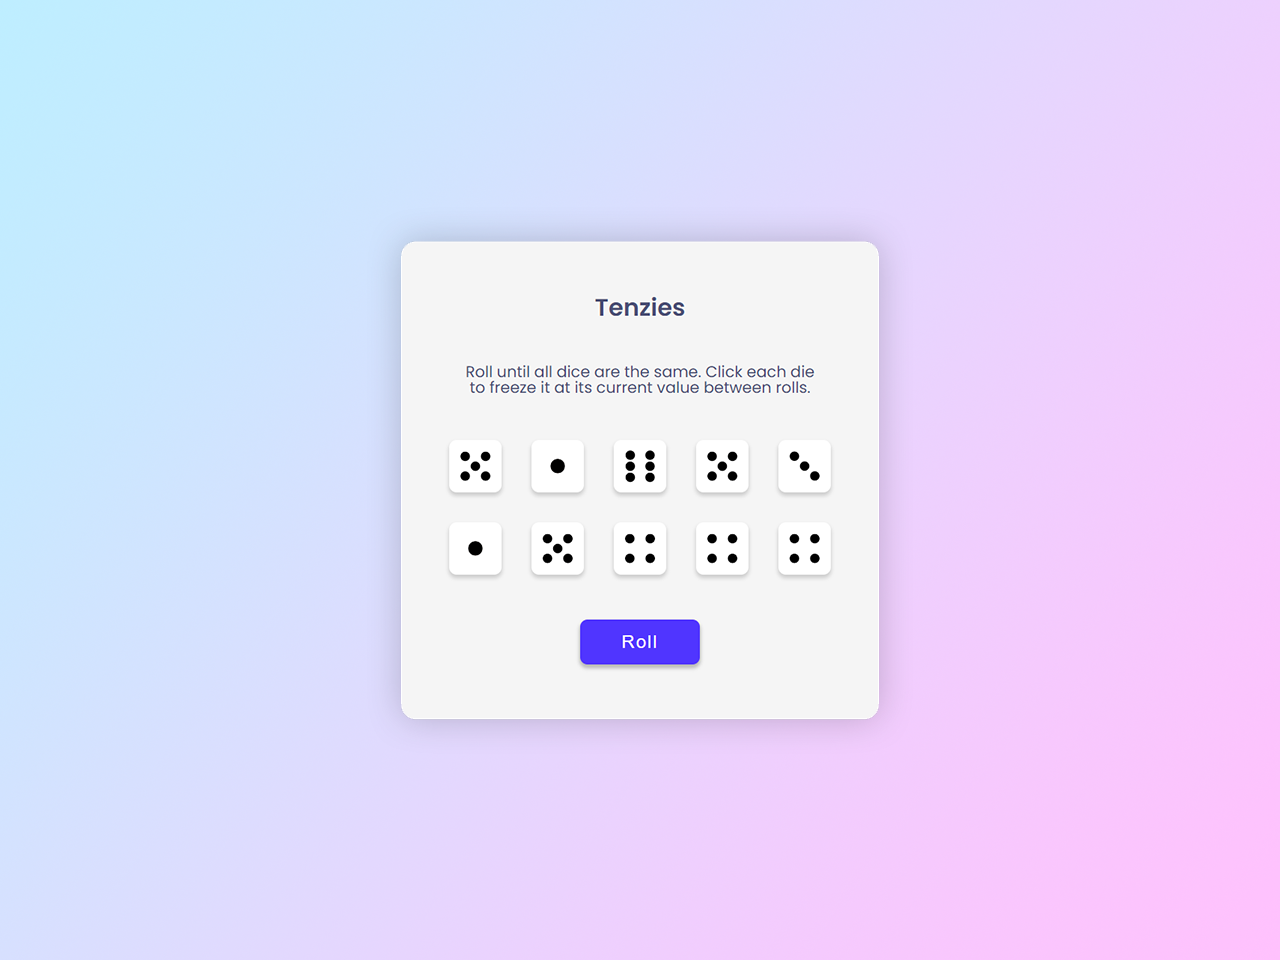 Tenzies
Roll until all dice are the same. Click each die
to freeze it at its current value between rolls.
Roll